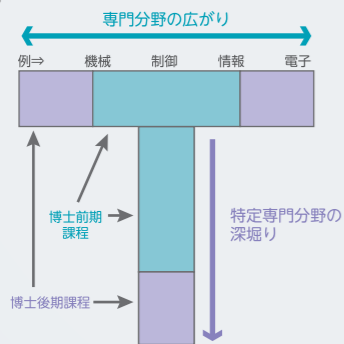 専門分野の広がり
例⇒ 機械 制御 情報 電子
博士前期
課程
特定専門分野の
深堀り
博士後期課程